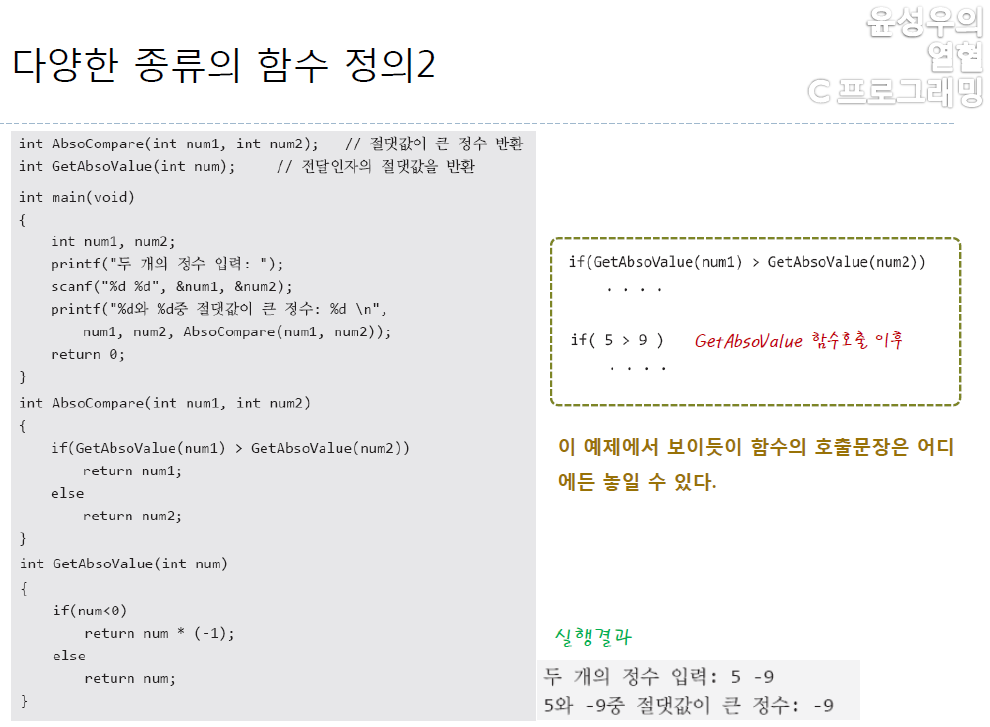 윤성우의
열혈
C 프로그래밍
다양한 종류의 함수 정의2
int AbsoCompare(int num1, int num2);   // 절댓값이 큰 정수 반환
int GetAbsoValue(int num);     // 전달인자의 절댓값을 반환
int main(void)
{
    int num1, num2;
    printf("두 개의 정수 입력: ");
    scanf("%d %d", &num1, &num2);
    printf("%d와 %d중 절댓값이 큰 정수: %d \n",
        num1, num2, AbsoCompare(num1, num2));
    return 0;
}
int AbsoCompare(int num1, int num2)
{
    if(GetAbsoValue(num1) > GetAbsoValue(num2))
        return num1;
    else
        return num2;
}
int GetAbsoValue(int num)
{
    if(num<0)
        return num * (-1);
    else
        return num;
}
if(GetAbsoValue(num1) > GetAbsoValue(num2))
    . . . .
if( 5 > 9 )   GetAbsoValue 함수호출 이후
    . . . .
이 예제에서 보이듯이 함수의 호출문장은 어디
에든 놓일 수 있다.
실행결과
두 개의 정수 입력: 5 -9
5와 -9중 절댓값이 큰 정수: -9